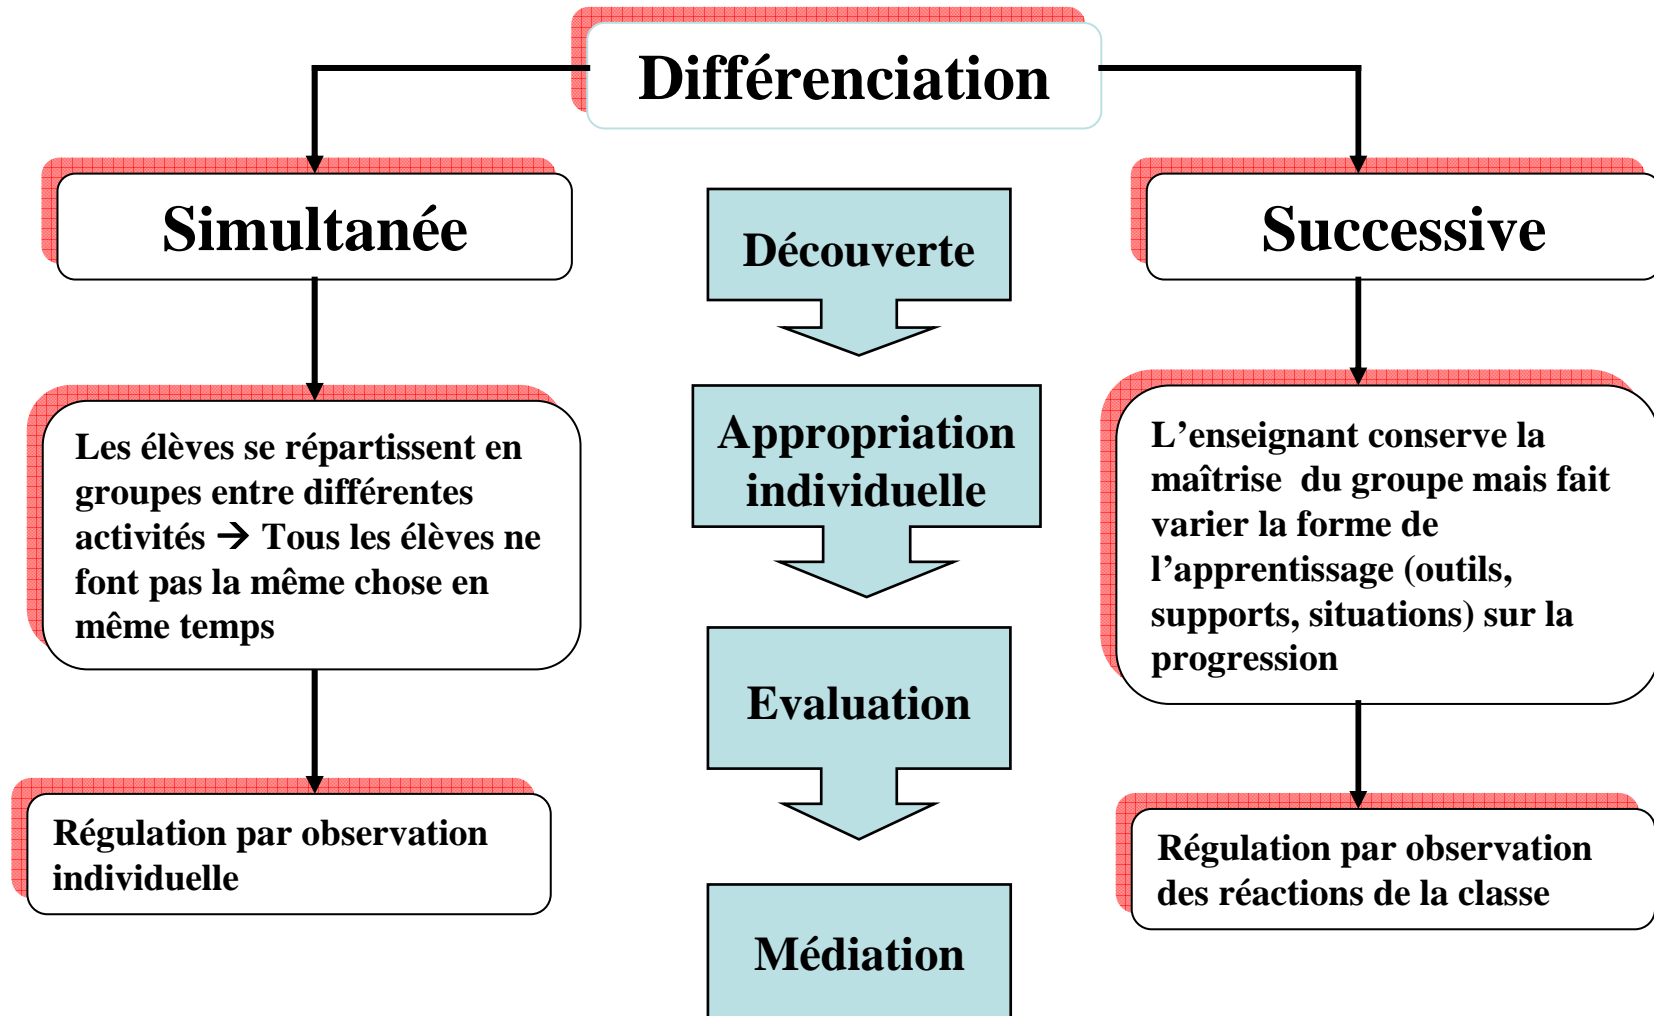 Différenciation
Simultanée
Les élèves se répartissent en
groupes entre différentes
activités → Tous les élèves ne
font pas la même chose en
même temps
Régulation par observation
individuelle
Découverte
Appropriation
individuelle
Evaluation
Médiation
Successive
L’enseignant conserve la
maîtrise du groupe mais fait
varier la forme de
l’apprentissage (outils,
supports, situations) sur la
progression
Régulation par observation
des réactions de la classe